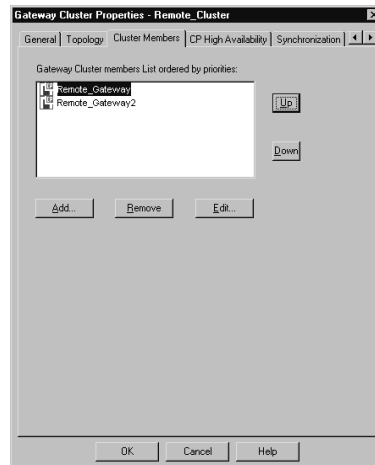 Gateway Cluster Properties - Remote_Cluster
General Topology Cluster Members CP High Availability Synchronization
Gateway Cluster members List ordered by priorities:
Remote_Gateway
Remote_Gateway2
Up
Down
Add... Remove Edit...
OK Cancel Help